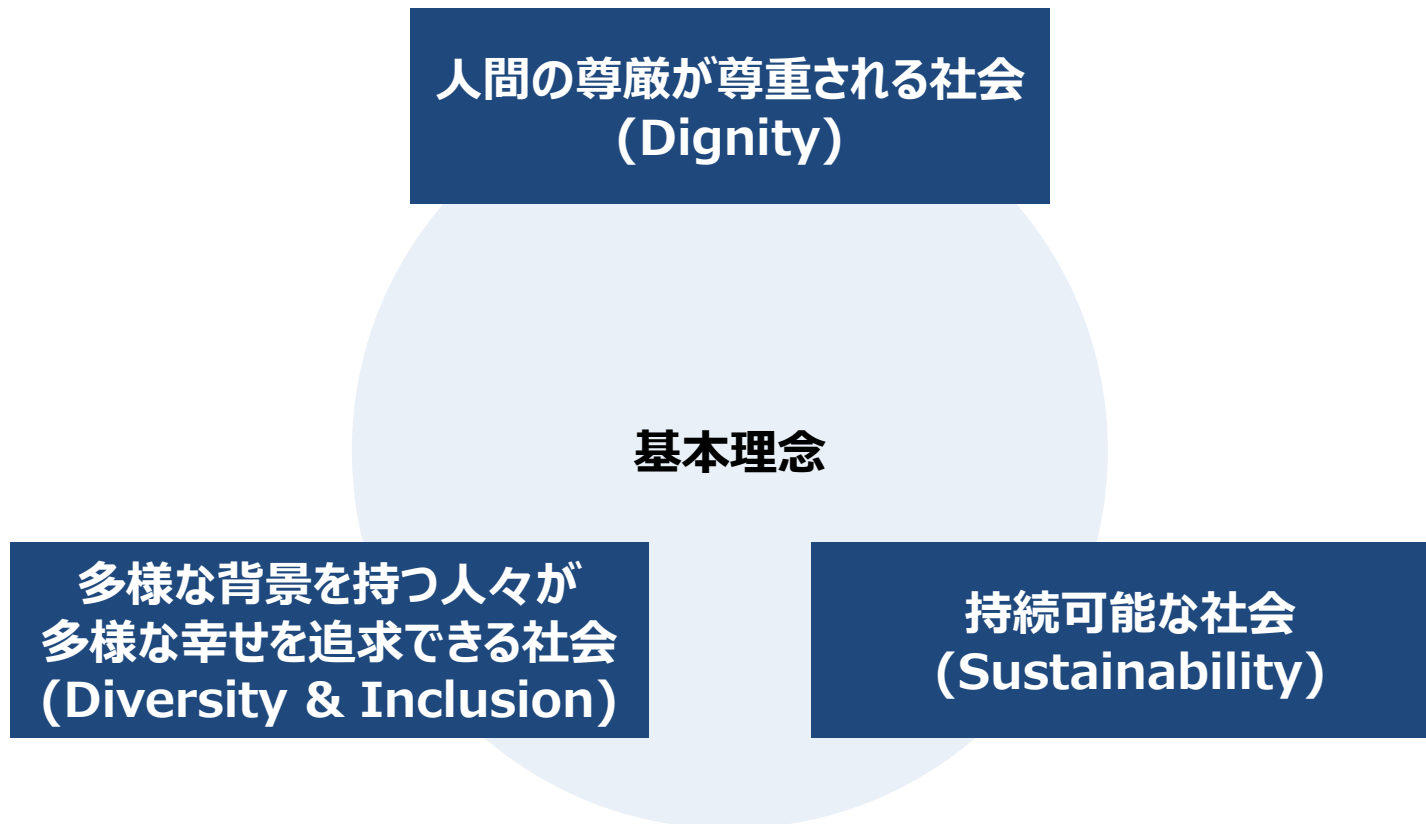 人間の尊厳が尊重される社会
(Dignity)
基本理念
多様な背景を持つ人々が
多様な幸せを追求できる社会
(Diversity & Inclusion)
持続可能な社会
(Sustainability)